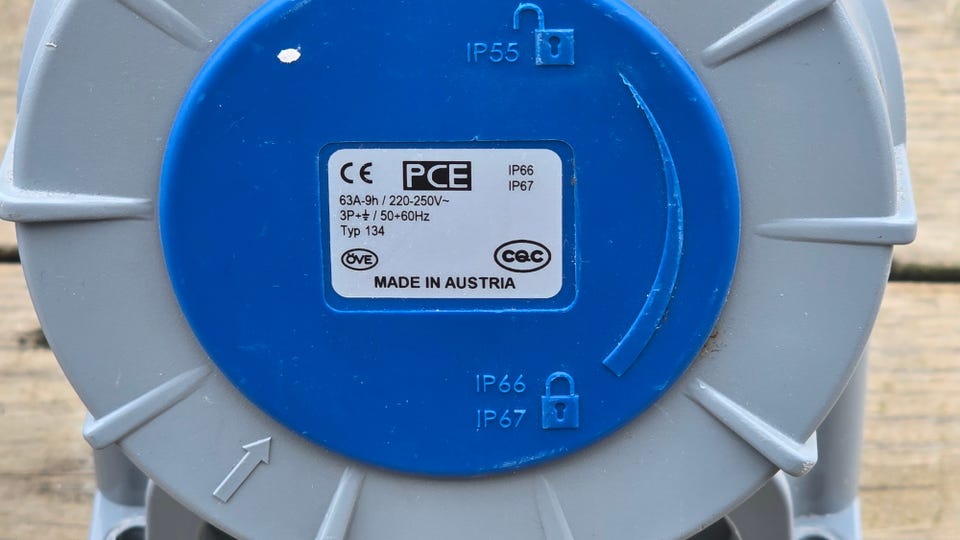 IP55
CE PCE IP66
IP67
63A-9h / 220-250V~
3P+⏚ / 50+60Hz
Typ 134
ÖVE CQC
MADE IN AUSTRIA
IP66
IP67